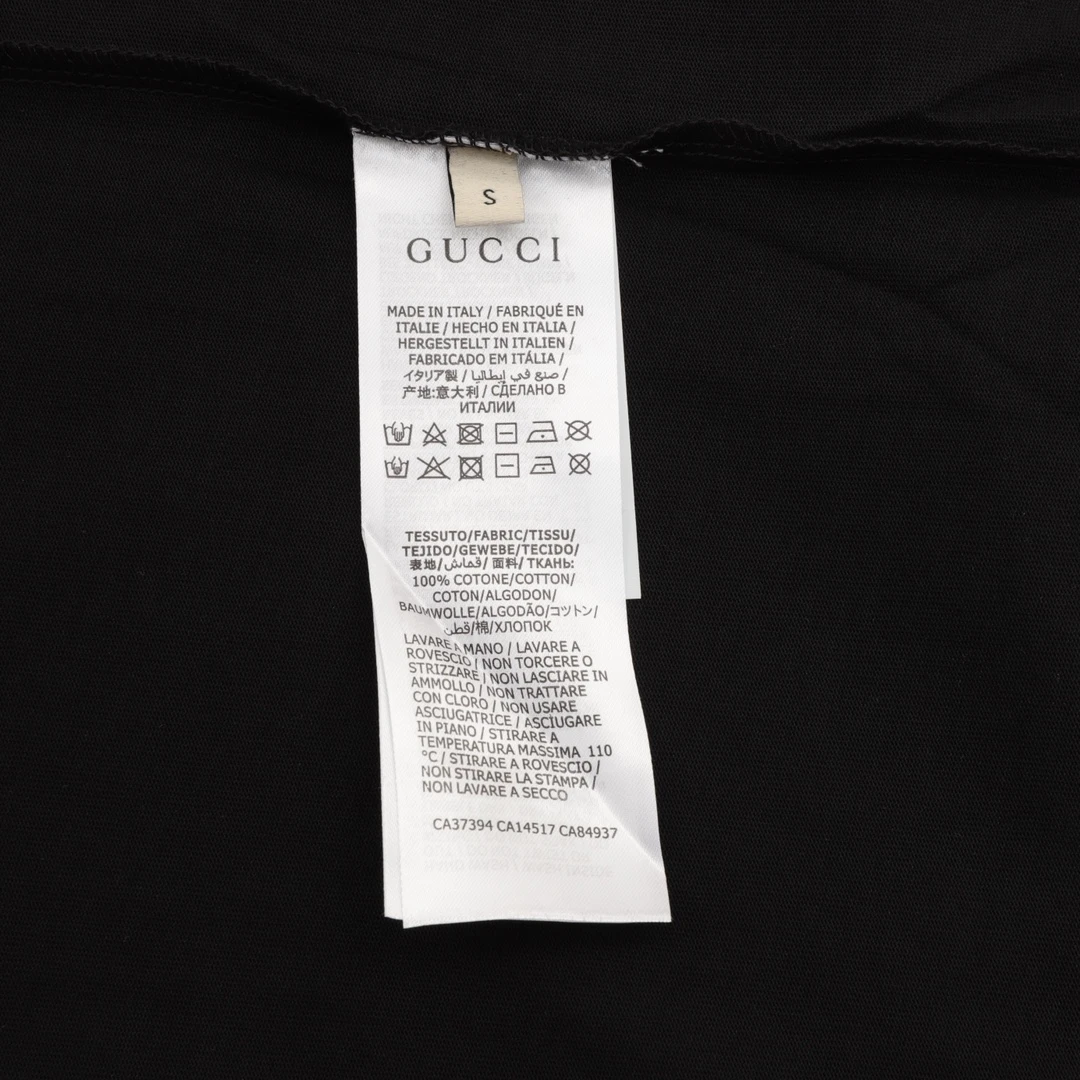 S
GUCCI
MADE IN ITALY / FABRIQUÉ EN
ITALIE / HECHO EN ITALIA /
HERGESTELLT IN ITALIEN /
FABRICADO EM ITÁLIA /
イタリア製 / صنع في إيطاليا /
产地:意大利 / СДЕЛАНО В
ИТАЛИИ
TESSUTO/FABRIC/TISSU/
TEJIDO/GEWEBE/TECIDO/
表地/قماش/ 面料/ ТКАНЬ:
100% COTONE/COTTON/
COTON/ALGODON/
BAUMWOLLE/ALGODÃO/コットン/
قطن/棉/ХЛОПОК
LAVARE A MANO / LAVARE A
ROVESCIO / NON TORCERE O
STRIZZARE / NON LASCIARE IN
AMMOLLO / NON TRATTARE
CON CLORO / NON USARE
ASCIUGATRICE / ASCIUGARE
IN PIANO / STIRARE A
TEMPERATURA MASSIMA 110
°C / STIRARE A ROVESCIO /
NON STIRARE LA STAMPA /
NON LAVARE A SECCO
CA37394 CA14517 CA84937